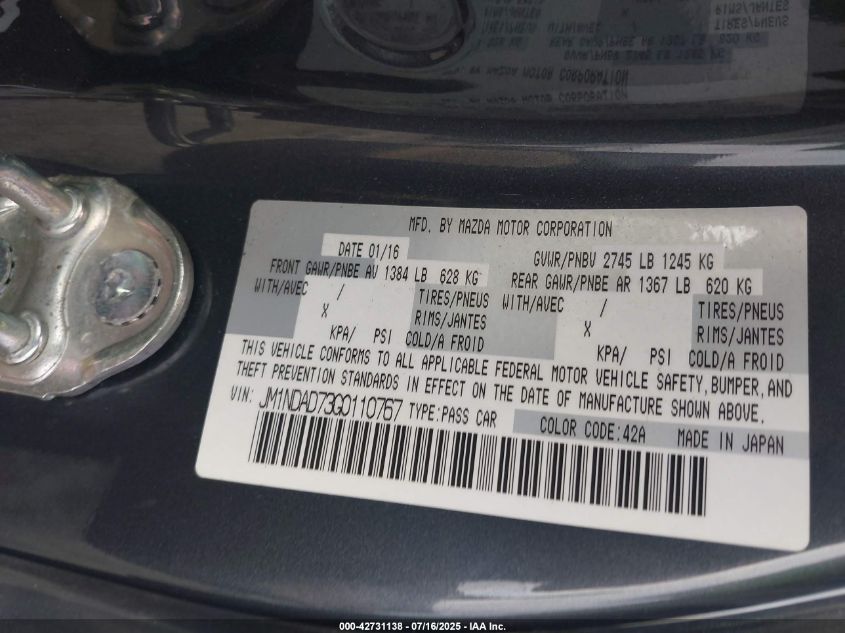 MFD. BY MAZDA MOTOR CORPORATION
DATE 01/16 GVWR/PNBV 2745 LB 1245 KG
FRONT GAWR/PNBE AV 1384 LB 628 KG REAR GAWR/PNBE AR 1367 LB 620 KG
WITH/AVEC / TIRES/PNEUS WITH/AVEC / TIRES/PNEUS
X RIMS/JANTES X RIMS/JANTES
KPA/ PSI COLD/A FROID KPA/ PSI COLD/A FROID
THIS VEHICLE CONFORMS TO ALL APPLICABLE FEDERAL MOTOR VEHICLE SAFETY, BUMPER, AND
THEFT PREVENTION STANDARDS IN EFFECT ON THE DATE OF MANUFACTURE SHOWN ABOVE.
VIN: JM1NDAD73G0110767 TYPE:PASS CAR COLOR CODE:42A MADE IN JAPAN
000-42731138 - 07/16/2025 - IAA Inc.